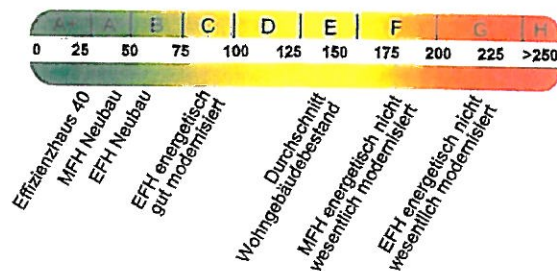 A+ A B C D E F G H
0 25 50 75 100 125 150 175 200 225 >250
Effizienzhaus 40
MFH Neubau
EFH Neubau
EFH energetisch
gut modernisiert
Durchschnitt
Wohngebäudebestand
MFH energetisch nicht
wesentlich modernisiert
EFH energetisch nicht
wesentlich modernisiert